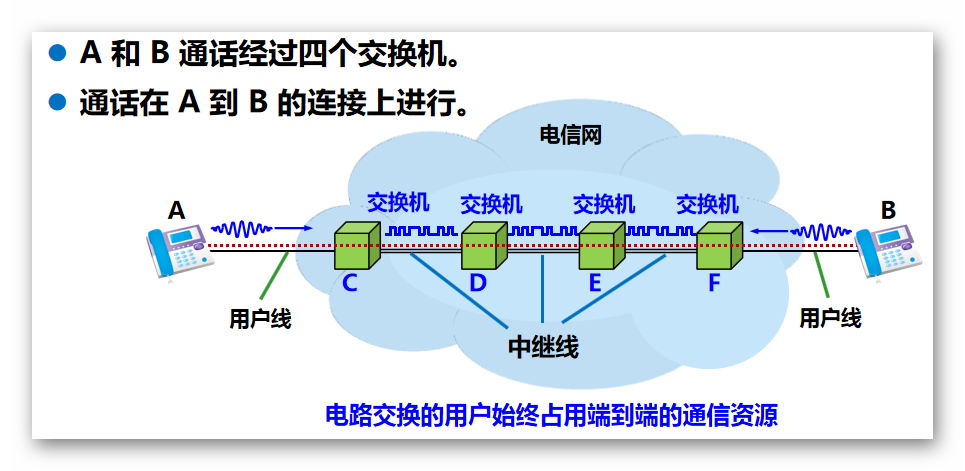 A 和 B 通话经过四个交换机。
通话在 A 到 B 的连接上进行。
电信网
交换机 交换机 交换机 交换机
A
B
C D E F
用户线
用户线
中继线
电路交换的用户始终占用端到端的通信资源